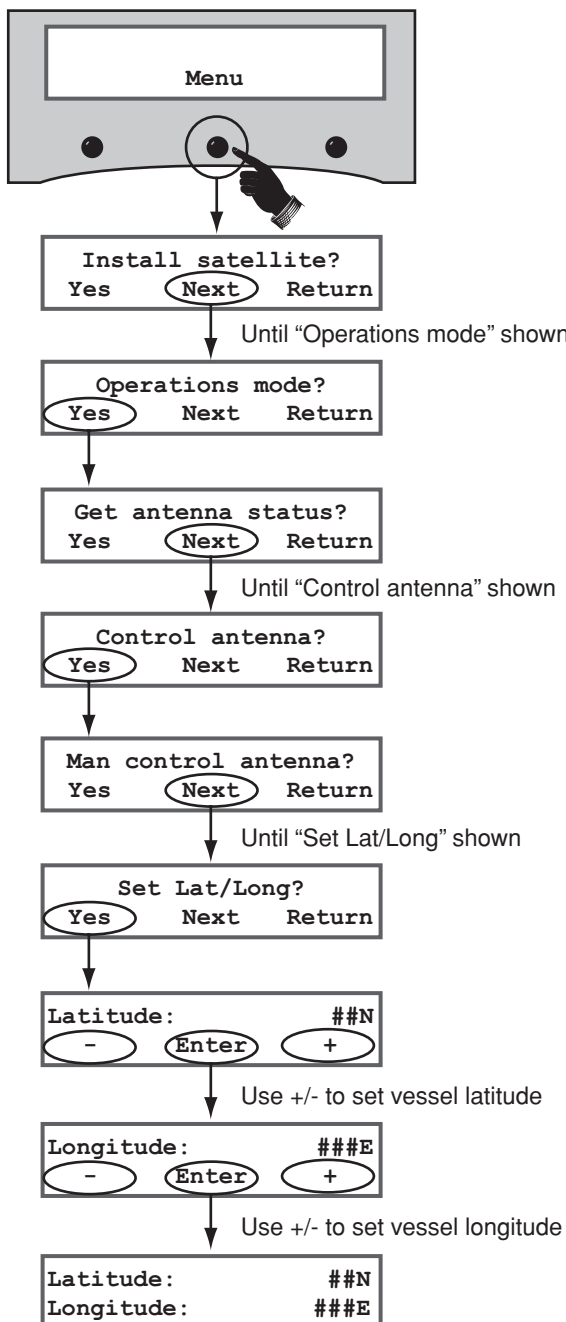 Menu
Install satellite?
Yes Next Return
Until “Operations mode” shown
Operations mode?
Yes Next Return
Get antenna status?
Yes Next Return
Until “Control antenna” shown
Control antenna?
Yes Next Return
Man control antenna?
Yes Next Return
Until “Set Lat/Long” shown
Set Lat/Long?
Yes Next Return
Latitude: ##N
- Enter +
Use +/- to set vessel latitude
Longitude: ###E
- Enter +
Use +/- to set vessel longitude
Latitude: ##N
Longitude: ###E